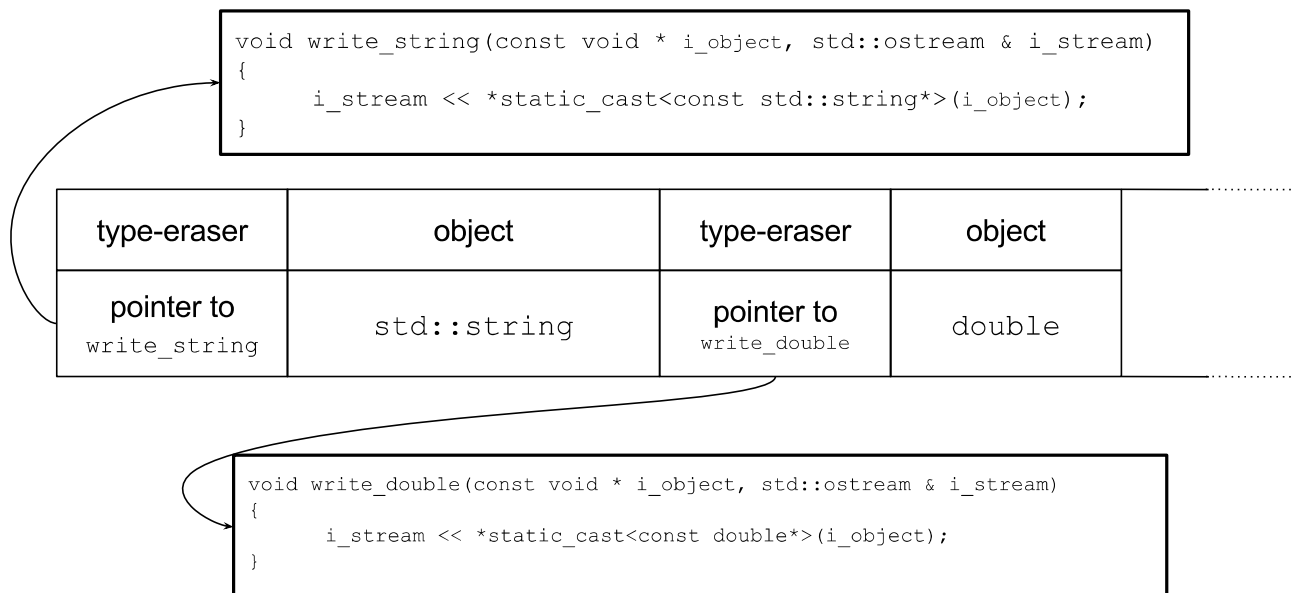 void write_string(const void * i_object, std::ostream & i_stream)
{
i_stream << *static_cast<const std::string*>(i_object);
}
type-eraser object type-eraser object
pointer to
write_string
std::string
pointer to
write_double
double
void write_double(const void * i_object, std::ostream & i_stream)
{
i_stream << *static_cast<const double*>(i_object);
}